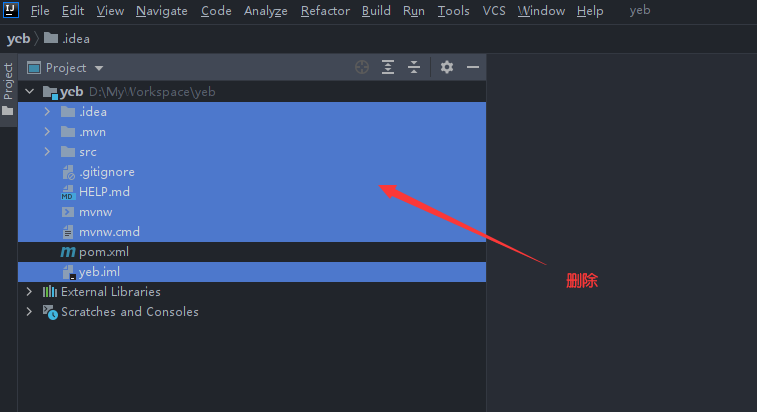 IJ File Edit View Navigate Code Analyze Refactor Build Run Tools VCS Window Help yeb
yeb .idea
Project
Project
yeb D:\MyWorkspace\yeb
.idea
.mvn
src
.gitignore
MD HELP.md
mvnw
mvnw.cmd
m pom.xml
yeb.iml
删除
External Libraries
Scratches and Consoles